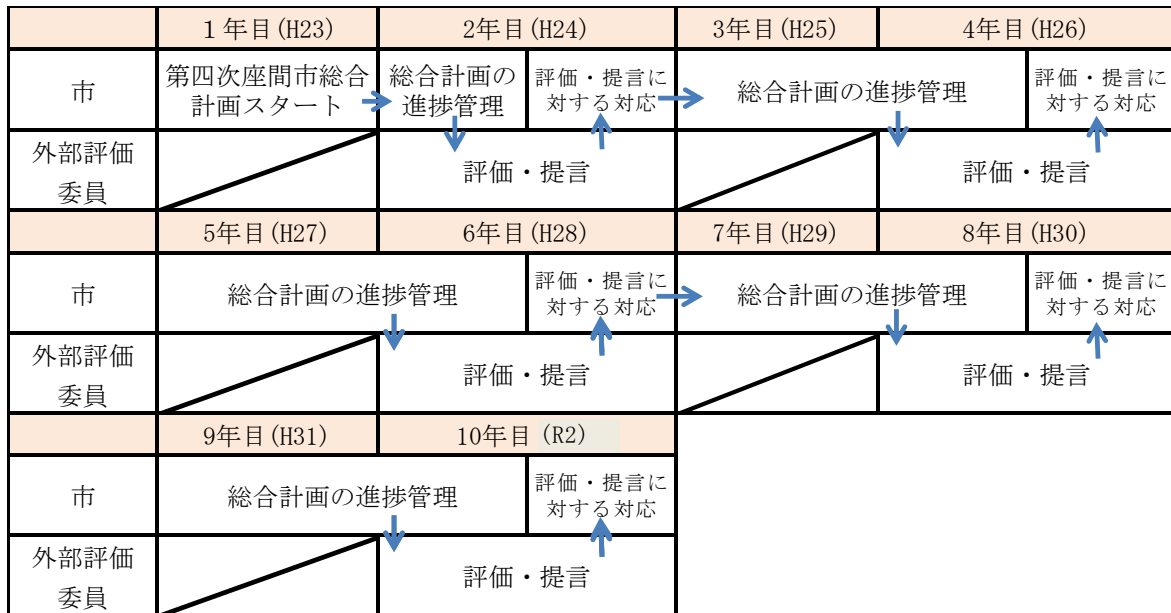 １年目(H23) 2年目(H24) 3年目(H25) 4年目(H26)
市
第四次座間市総合
計画スタート
総合計画の
進捗管理
評価・提言に
対する対応
総合計画の進捗管理
評価・提言に
対する対応
外部評価
委員
評価・提言
評価・提言
5年目(H27) 6年目(H28) 7年目(H29) 8年目(H30)
市
総合計画の進捗管理
評価・提言に
対する対応
総合計画の進捗管理
評価・提言に
対する対応
外部評価
委員
評価・提言
評価・提言
9年目(H31) 10年目(R2)
市
総合計画の進捗管理
評価・提言に
対する対応
外部評価
委員
評価・提言